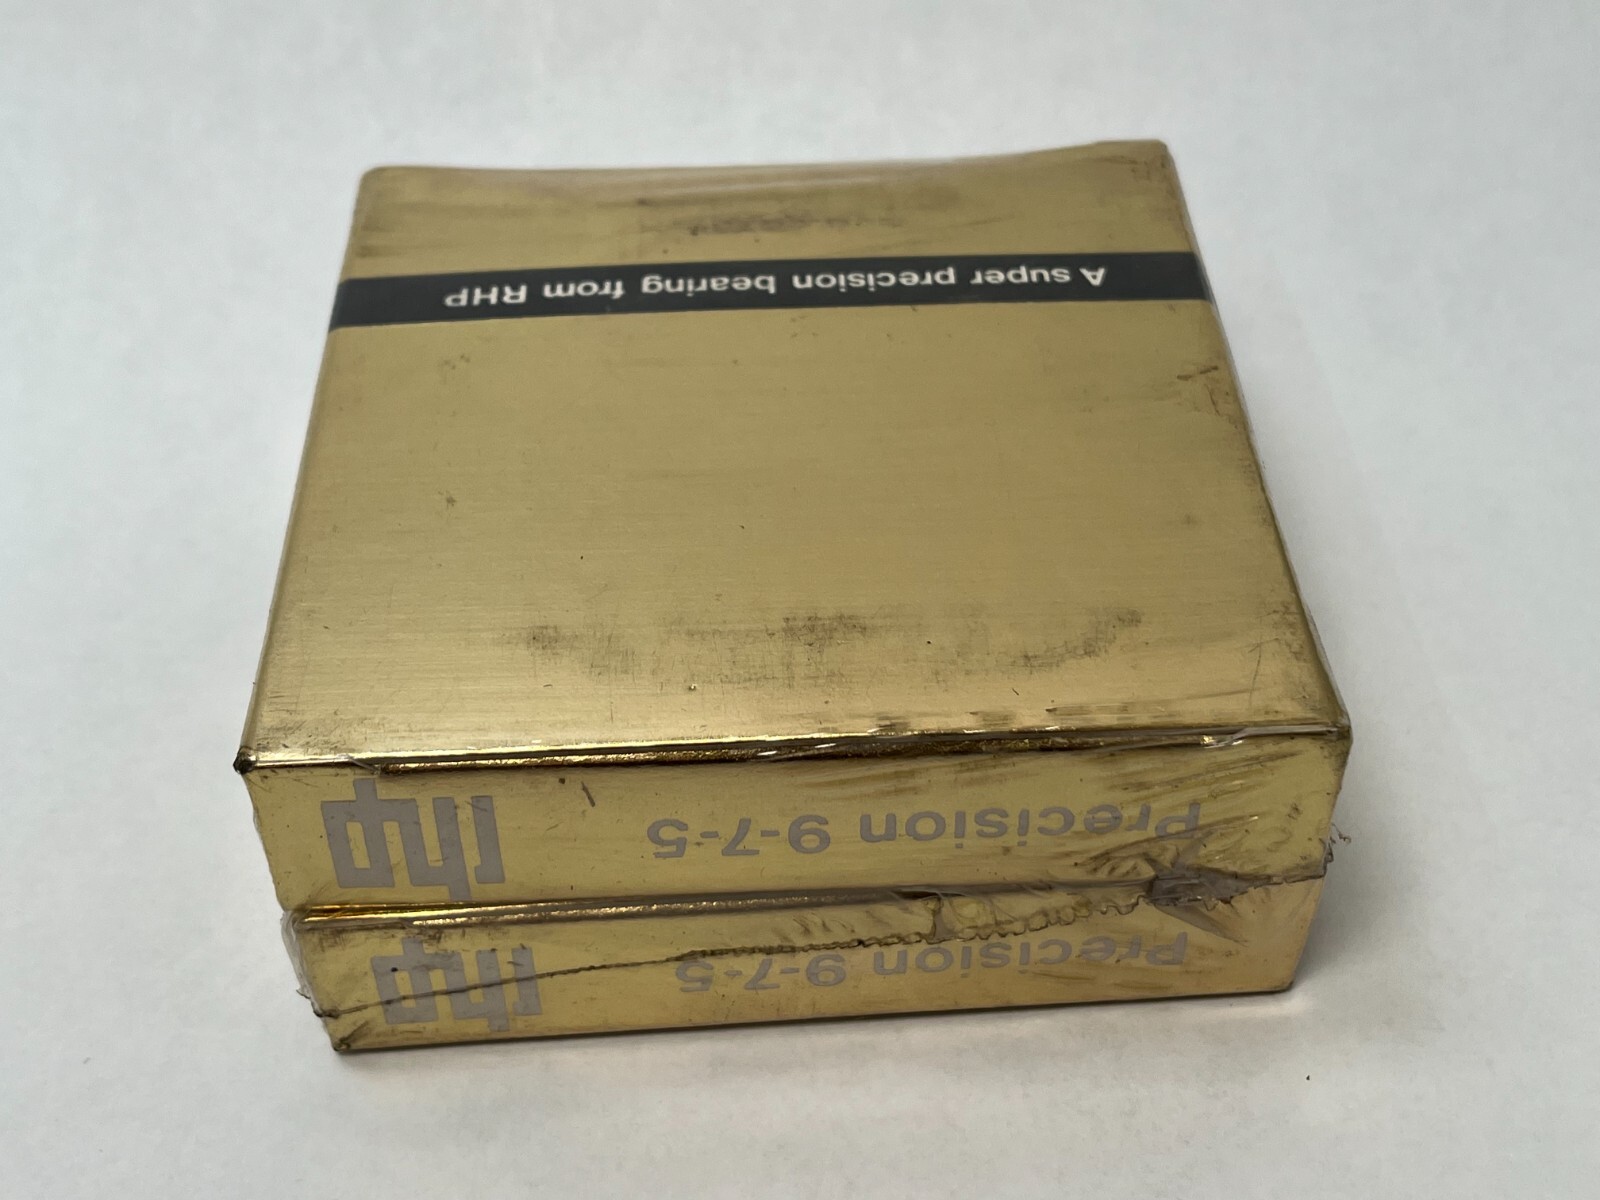 A super precision bearing from RHP
Precision 9-7-5
rhp
Precision 9-7-5
rhp